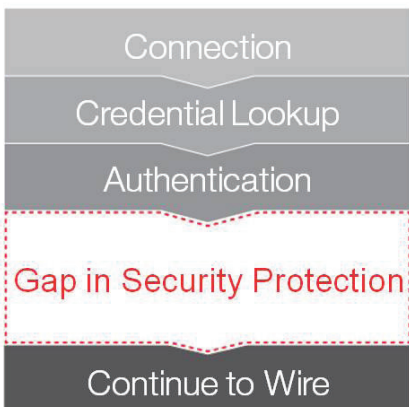 Connection
Credential Lookup
Authentication
Gap in Security Protection
Continue to Wire